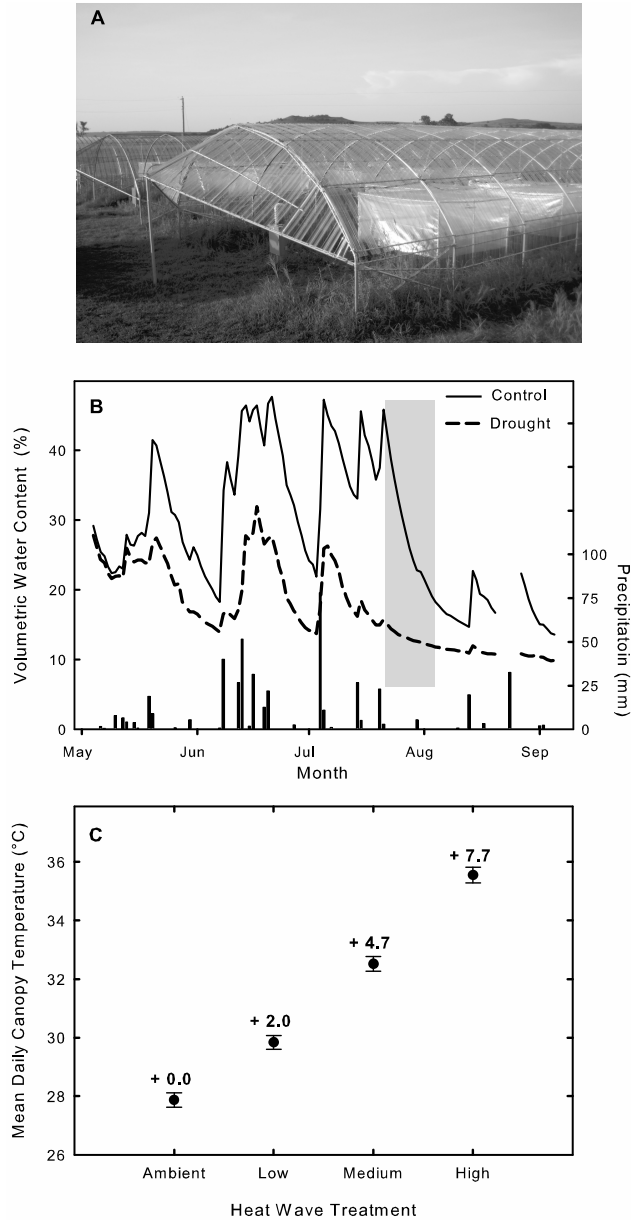 A
B
Control
Drought
Volumetric Water Content (%)
40
30
20
10
0
100
75
50
25
0
Precipitatoin (mm)
May
Jun
Jul
Aug
Sep
Month
C
Mean Daily Canopy Temperature (°C)
36
34
32
30
28
26
+ 0.0
+ 2.0
+ 4.7
+ 7.7
Ambient
Low
Medium
High
Heat Wave Treatment